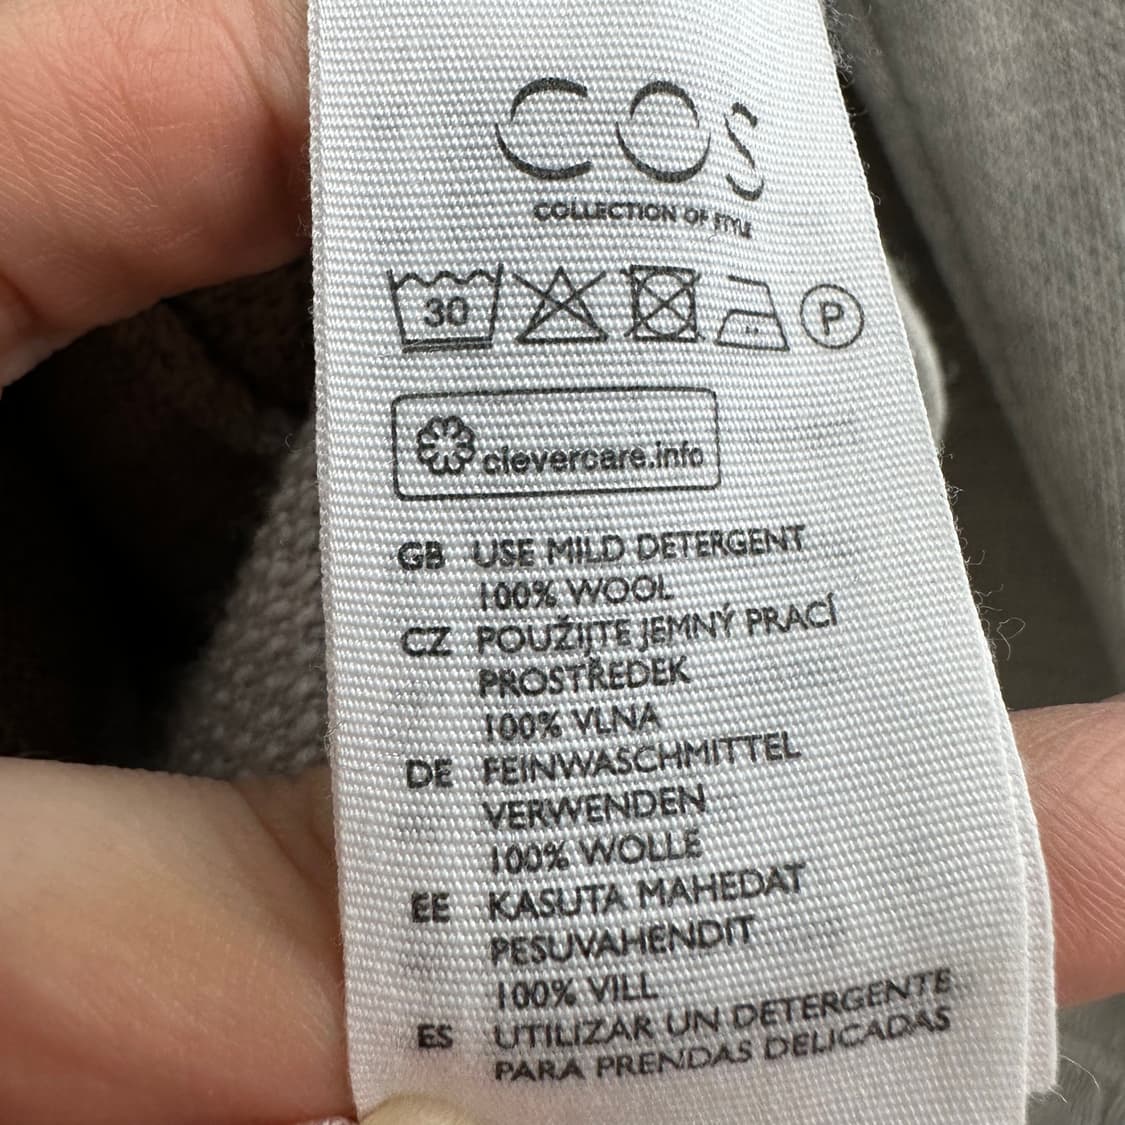 COS
COLLECTION OF STYLE
30
P
clevercare.info
GB USE MILD DETERGENT
100% WOOL
CZ POUŽIJTE JEMNÝ PRACÍ
PROSTŘEDEK
100% VLNA
DE FEINWASCHMITTEL
VERWENDEN
100% WOLLE
EE KASUTA MAHEDAT
PESUVAHENDIT
100% VILL
ES UTILIZAR UN DETERGENTE
PARA PRENDAS DELICADAS